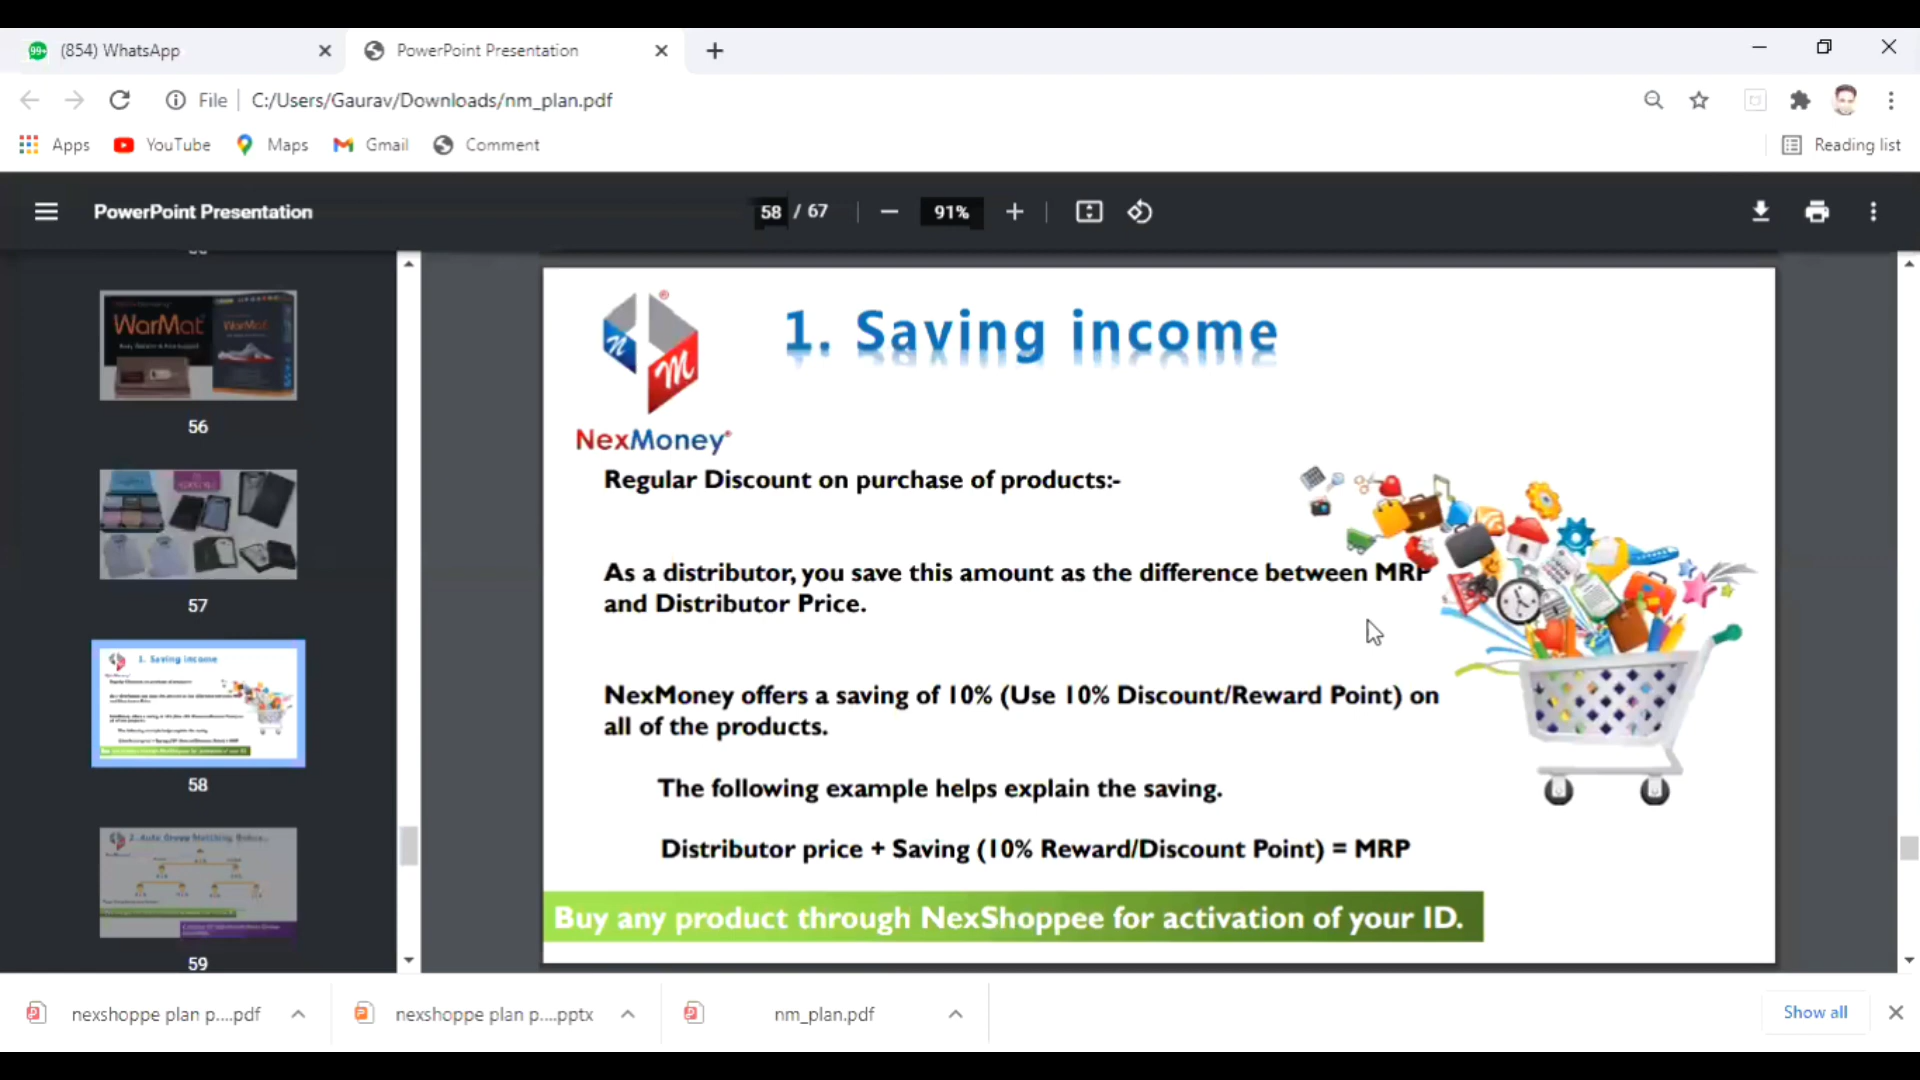 (854) WhatsApp
PowerPoint Presentation
File
C:/Users/Gaurav/Downloads/nm_plan.pdf
Apps
YouTube
Maps
Gmail
Comment
Reading list
PowerPoint Presentation
58 / 67
91%
WarMat
56
57
1. Saving income
58
59
1. Saving income
NexMoney®
Regular Discount on purchase of products:-
As a distributor, you save this amount as the difference between MRP
and Distributor Price.
NexMoney offers a saving of 10% (Use 10% Discount/Reward Point) on
all of the products.
The following example helps explain the saving.
Distributor price + Saving (10% Reward/Discount Point) = MRP
Buy any product through NexShoppee for activation of your ID.
nexshoppe plan p....pdf
nexshoppe plan p....pptx
nm_plan.pdf
Show all